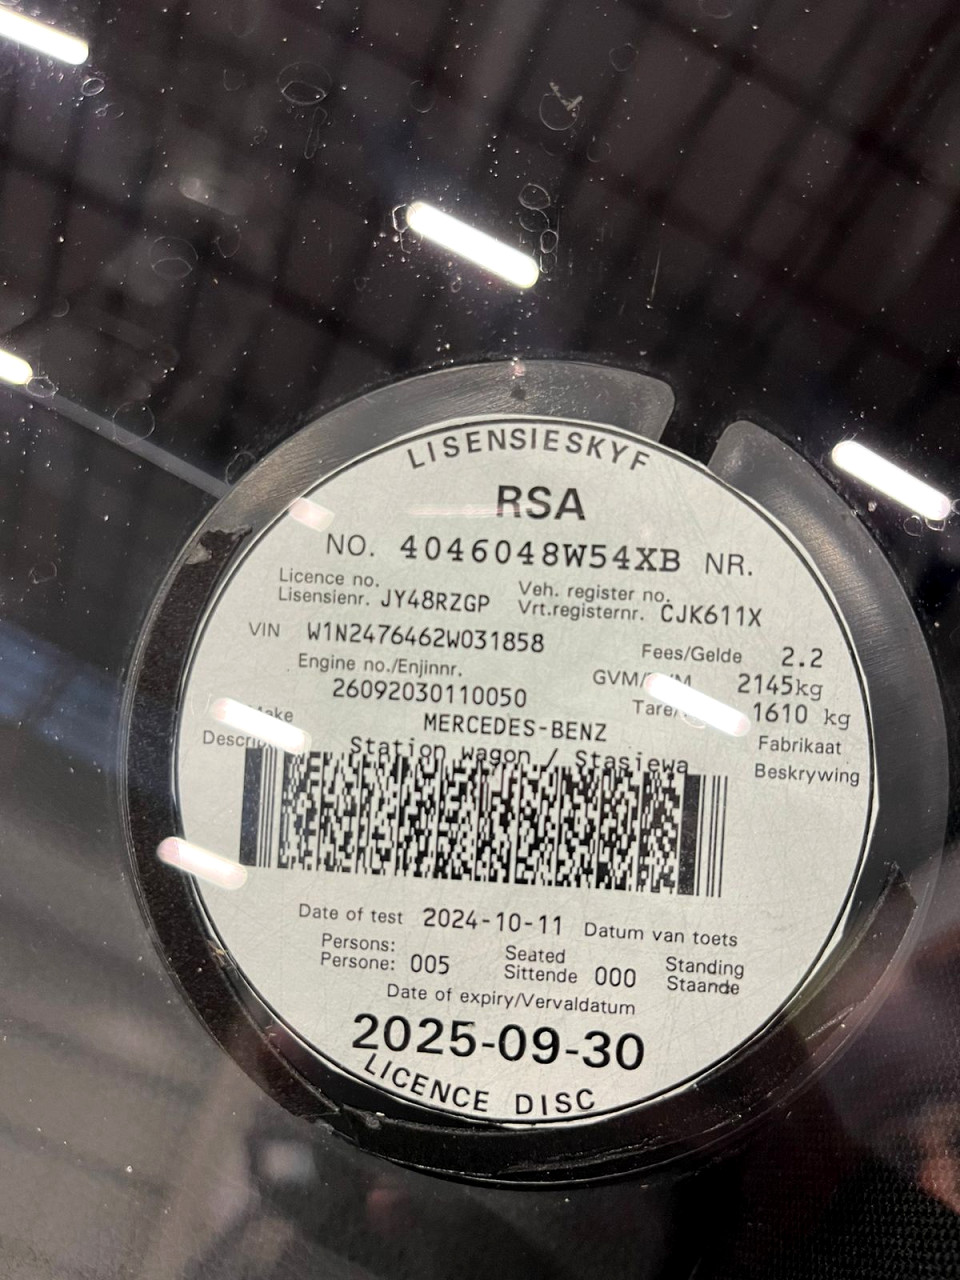 LISENSIESKYF
RSA
NO. 4046048W54XB NR.
Licence no. Veh. register no.
Lisensienr. JY48RZGP Vrt.registernr. CJK611X
VIN W1N2476462W031858
Fees/Gelde 2.2
Engine no./Enjinnr. GVM/ 2145kg
26092030110050 1610 kg
MERCEDES-BENZ Fabrikaat
Station wagon / Stasiewa Beskrywing
Date of test 2024-10-11 Datum van toets
Persons: Seated Standing
Persone: 005 Sittende 000 Staande
Date of expiry/Vervaldatum
2025-09-30
LICENCE DISC